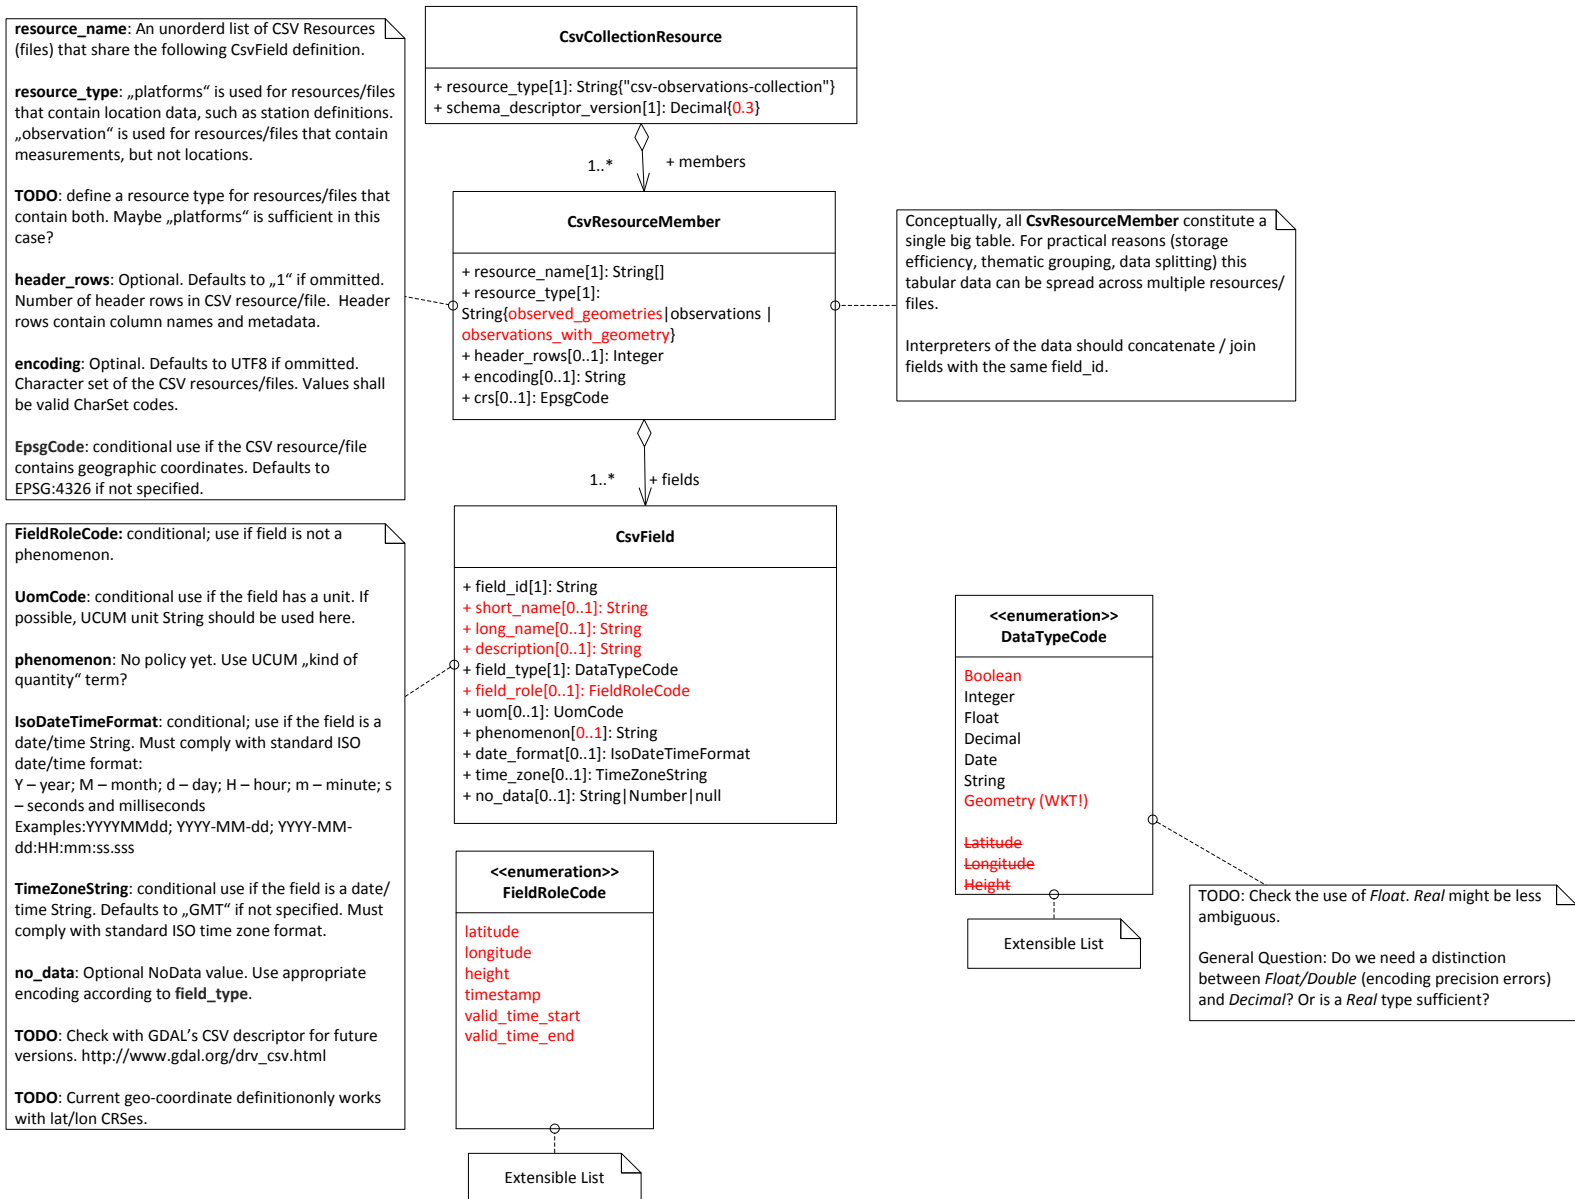 resource_name: An unorderd list of CSV Resources
(files) that share the following CsvField definition.
resource_type: „platforms“ is used for resources/files
that contain location data, such as station definitions.
„observation“ is used for resources/files that contain
measurements, but not locations.
TODO: define a resource type for resources/files that
contain both. Maybe „platforms“ is sufficient in this
case?
header_rows: Optional. Defaults to „1“ if ommitted.
Number of header rows in CSV resource/file.  Header
rows contain column names and metadata.
encoding: Optinal. Defaults to UTF8 if ommitted.
Character set of the CSV resources/files. Values shall
be valid CharSet codes.
EpsgCode: conditional use if the CSV resource/file
contains geographic coordinates. Defaults to
EPSG:4326 if not specified.
CsvCollectionResource
+ resource_type[1]: String{"csv-observations-collection"}
+ schema_descriptor_version[1]: Decimal{0.3}
1..*
+ members
CsvResourceMember
+ resource_name[1]: String[]
+ resource_type[1]:
String{observed_geometries|observations |
observations_with_geometry}
+ header_rows[0..1]: Integer
+ encoding[0..1]: String
+ crs[0..1]: EpsgCode
Conceptually, all CsvResourceMember constitute a
single big table. For practical reasons (storage
efficiency, thematic grouping, data splitting) this
tabular data can be spread across multiple resources/
files.
Interpreters of the data should concatenate / join
fields with the same field_id.
1..*
+ fields
FieldRoleCode: conditional; use if field is not a
phenomenon.
UomCode: conditional use if the field has a unit. If
possible, UCUM unit String should be used here.
phenomenon: No policy yet. Use UCUM „kind of
quantity“ term?
IsoDateTimeFormat: conditional; use if the field is a
date/time String. Must comply with standard ISO
date/time format:
Y – year; M – month; d – day; H – hour; m – minute; s
– seconds and milliseconds
Examples:YYYYMMdd; YYYY-MM-dd; YYYY-MM-
dd:HH:mm:ss.sss
TimeZoneString: conditional use if the field is a date/
time String. Defaults to „GMT“ if not specified. Must
comply with standard ISO time zone format.
no_data: Optional NoData value. Use appropriate
encoding according to field_type.
TODO: Check with GDAL’s CSV descriptor for future
versions. http://www.gdal.org/drv_csv.html
TODO: Current geo-coordinate definitiononly works
with lat/lon CRSes.
CsvField
+ field_id[1]: String
+ short_name[0..1]: String
+ long_name[0..1]: String
+ description[0..1]: String
+ field_type[1]: DataTypeCode
+ field_role[0..1]: FieldRoleCode
+ uom[0..1]: UomCode
+ phenomenon[0..1]: String
+ date_format[0..1]: IsoDateTimeFormat
+ time_zone[0..1]: TimeZoneString
+ no_data[0..1]: String|Number|null
<<enumeration>>
FieldRoleCode
latitude
longitude
height
timestamp
valid_time_start
valid_time_end
Extensible List
<<enumeration>>
DataTypeCode
Boolean
Integer
Float
Decimal
Date
String
Geometry (WKT!)
Latitude
Longitude
Height
Extensible List
TODO: Check the use of Float. Real might be less
ambiguous.
General Question: Do we need a distinction
between Float/Double (encoding precision errors)
and Decimal? Or is a Real type sufficient?